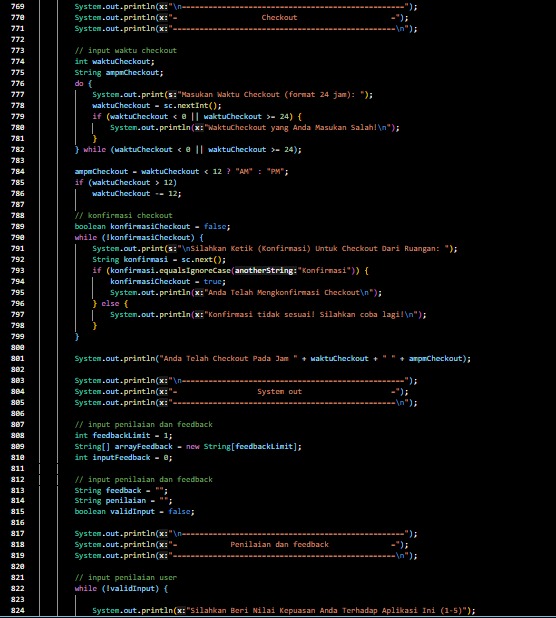 769 System.out.println(x:"\n==================================================");
770 System.out.println(x:"=                   Checkout                     =");
771 System.out.println(x:"==================================================\n");
772
773 // input waktu checkout
774 int waktuCheckout;
775 String ampmCheckout;
776 do {
777 System.out.print(s:"Masukan Waktu Checkout (format 24 jam): ");
778 waktuCheckout = sc.nextInt();
779 if (waktuCheckout < 0 || waktuCheckout >= 24) {
780 System.out.println(x:"WaktuCheckout yang Anda Masukan Salah!\n");
781 }
782 } while (waktuCheckout < 0 || waktuCheckout >= 24);
783
784 ampmCheckout = waktuCheckout < 12 ? "AM" : "PM";
785 if (waktuCheckout > 12)
786 waktuCheckout -= 12;
787
788 // konfirmasi checkout
789 boolean konfirmasiCheckout = false;
790 while (!konfirmasiCheckout) {
791 System.out.print(s:"\nSilahkan Ketik (Konfirmasi) Untuk Checkout Dari Ruangan: ");
792 String konfirmasi = sc.next();
793 if (konfirmasi.equalsIgnoreCase(anotherString:"Konfirmasi")) {
794 konfirmasiCheckout = true;
795 System.out.println(x:"Anda Telah Mengkonfirmasi Checkout\n");
796 } else {
797 System.out.println(x:"Konfirmasi tidak sesuai! Silahkan coba lagi!\n");
798 }
799 }
800
801 System.out.println("Anda Telah Checkout Pada Jam " + waktuCheckout + " " + ampmCheckout);
802
803 System.out.println(x:"\n==================================================");
804 System.out.println(x:"=                  System out                    =");
805 System.out.println(x:"==================================================\n");
806
807 // input penilaian dan feedback
808 int feedbackLimit = 1;
809 String[] arrayFeedback = new String[feedbackLimit];
810 int inputFeedback = 0;
811
812 // input penilaian dan feedback
813 String feedback = "";
814 String penilaian = "";
815 boolean validInput = false;
816
817 System.out.println(x:"\n==================================================");
818 System.out.println(x:"=            Penilaian dan feedback              =");
819 System.out.println(x:"==================================================\n");
820
821 // input penilaian user
822 while (!validInput) {
823
824 System.out.println(x:"Silahkan Beri Nilai Kepuasan Anda Terhadap Aplikasi Ini (1-5)");